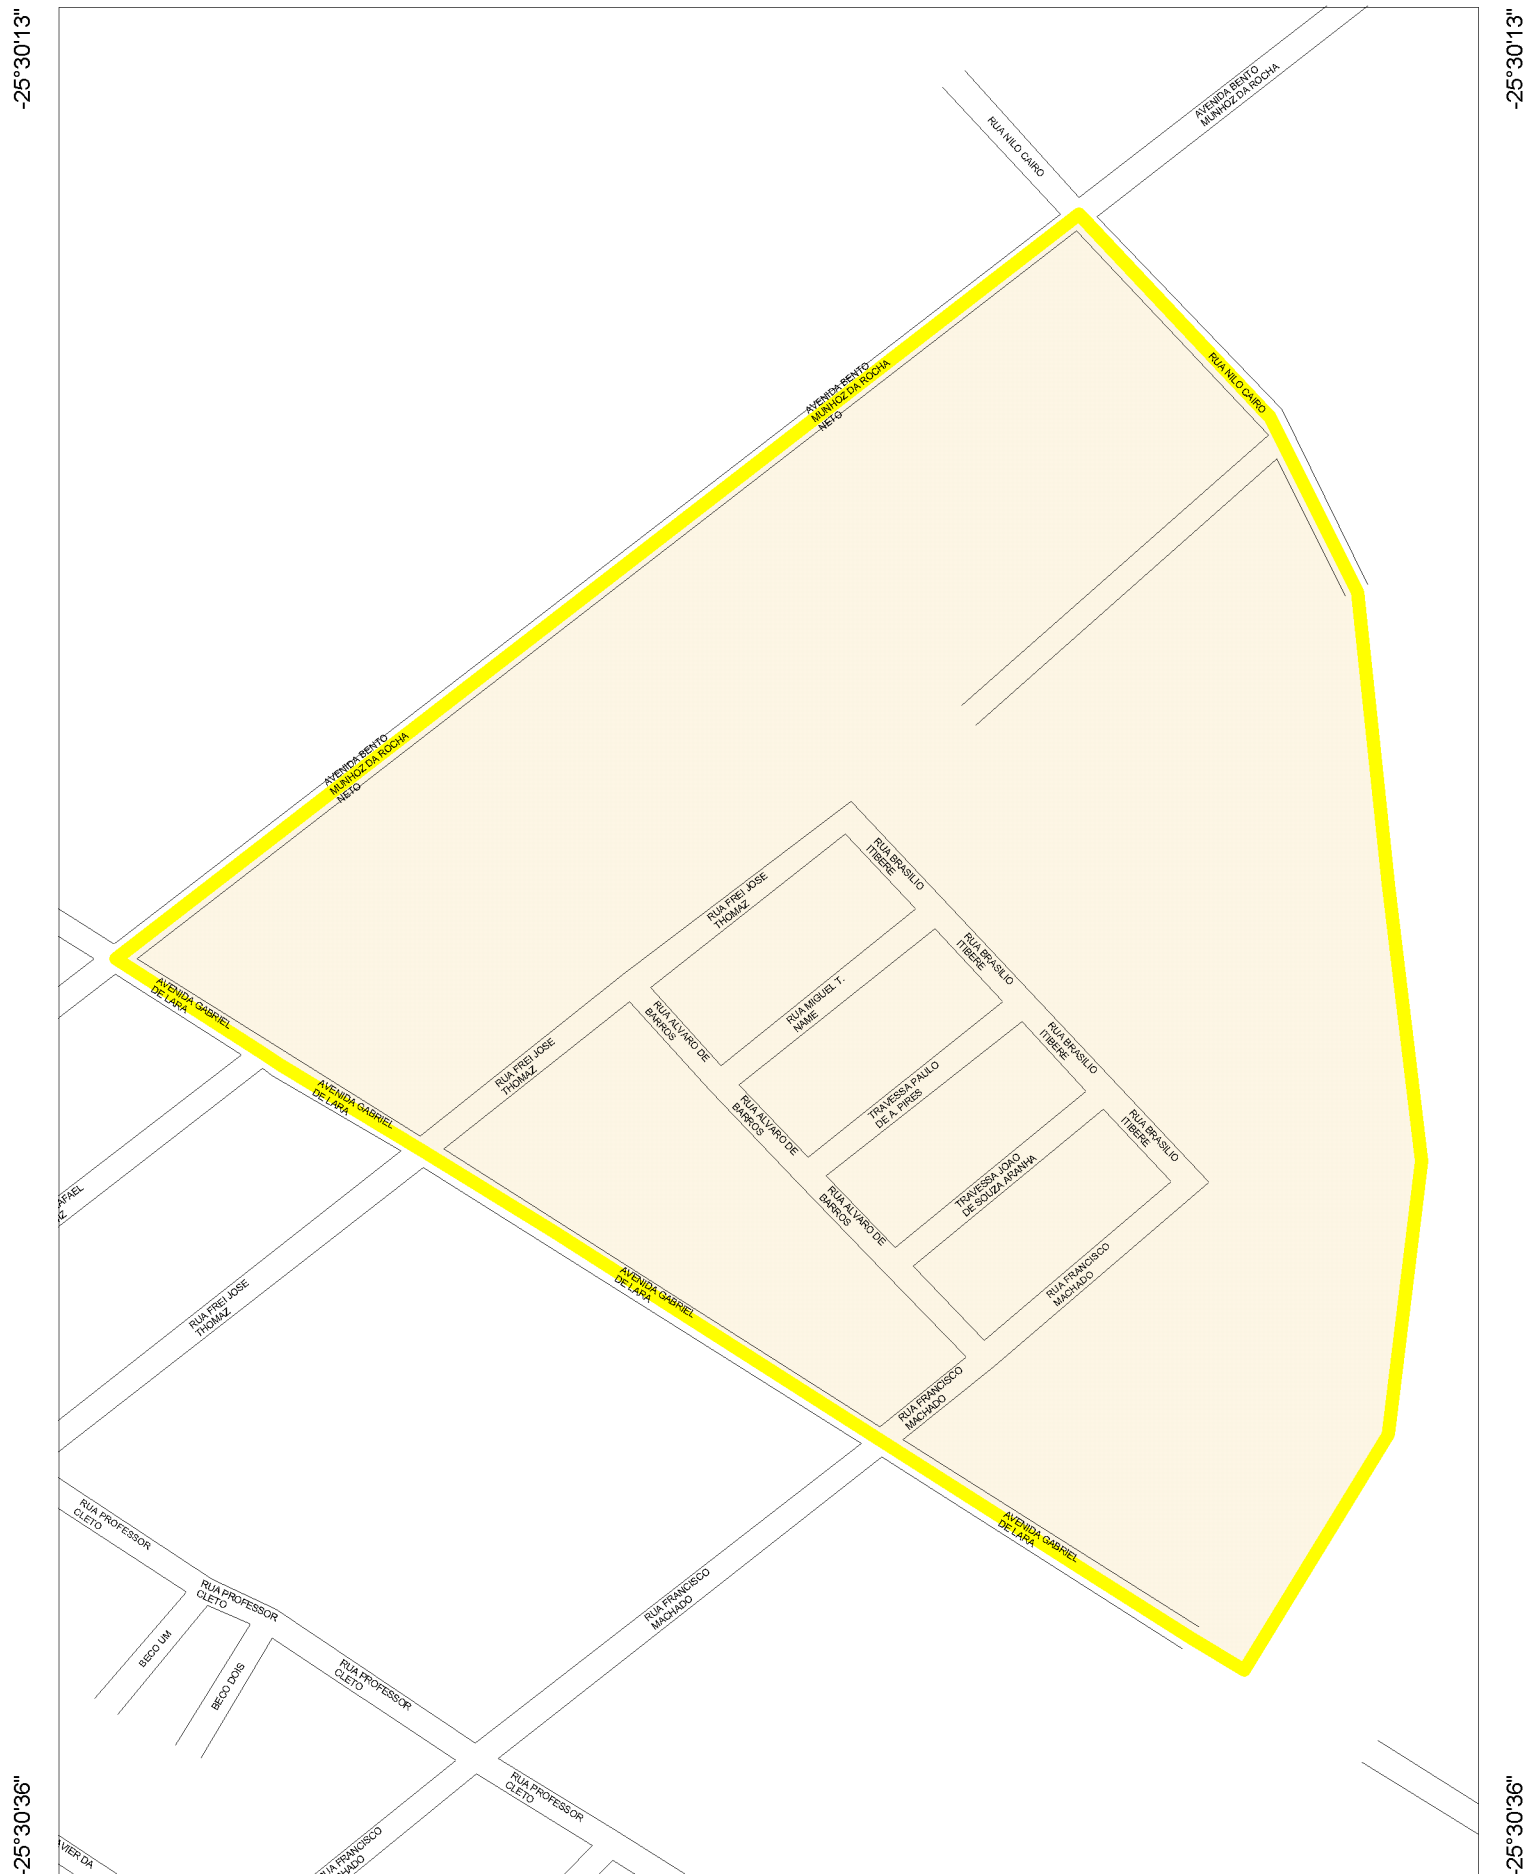 -25°30'13"
-25°30'13"
AVENIDA BENTO
MUNHOZ DA ROCHA
RUA NILO CAIRO
RUA NILO CAIRO
AVENIDA BENTO
MUNHOZ DA ROCHA
NETO
AVENIDA BENTO
MUNHOZ DA ROCHA
NETO
RUA BRASILIO
ITIBERE
RUA FREI JOSE
THOMAZ
RUA BRASILIO
ITIBERE
AVENIDA GABRIEL
DE LARA
RUA MIGUEL T.
NAME
RUA ALVARO DE
BARROS
RUA BRASILIO
ITIBERE
RUA FREI JOSE
THOMAZ
AVENIDA GABRIEL
DE LARA
TRAVESSA PAULO
DE A. PIRES
RUA ALVARO DE
BARROS
RUA BRASILIO
ITIBERE
TRAVESSA JOAO
DE SOUZA ARANHA
AFAEL
RUA ALVARO DE
BARROS
RUA FRANCISCO
MACHADO
AVENIDA GABRIEL
DE LARA
RUA FREI JOSE
THOMAZ
RUA FRANCISCO
MACHADO
RUA PROFESSOR
CLETO
AVENIDA GABRIEL
DE LARA
RUA PROFESSOR
CLETO
RUA FRANCISCO
MACHADO
BECO UM
BECO DOIS
RUA PROFESSOR
CLETO
RUA PROFESSOR
CLETO
RUA FRANCISCO
HADO
AVIER DA
-25°30'36"
-25°30'36"